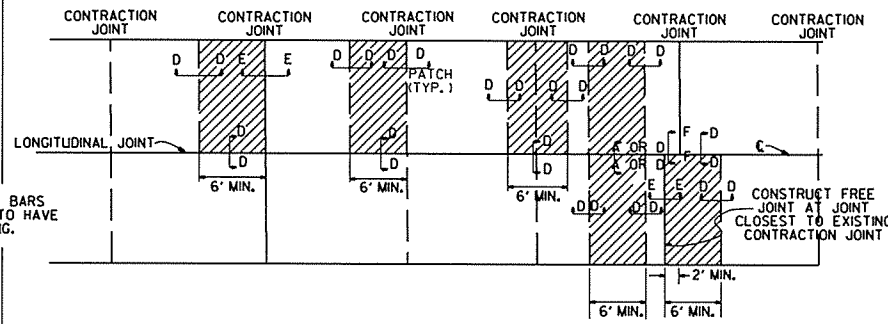 CONTRACTION JOINT
CONTRACTION JOINT
CONTRACTION JOINT
CONTRACTION JOINT
CONTRACTION JOINT
CONTRACTION JOINT
D D E E
D D D D
D D D D
D D D D
PATCH
(TYP.)
LONGITUDINAL JOINT
D
D
D
D
D
D
A OR D
A OR D
F D
F D
℄
6' MIN.
6' MIN.
6' MIN.
BARS
TO HAVE
NG.
D D D D
E E D D
CONSTRUCT FREE
JOINT AT JOINT
CLOSEST TO EXISTING
CONTRACTION JOINT
2' MIN.
6' MIN.
6' MIN.